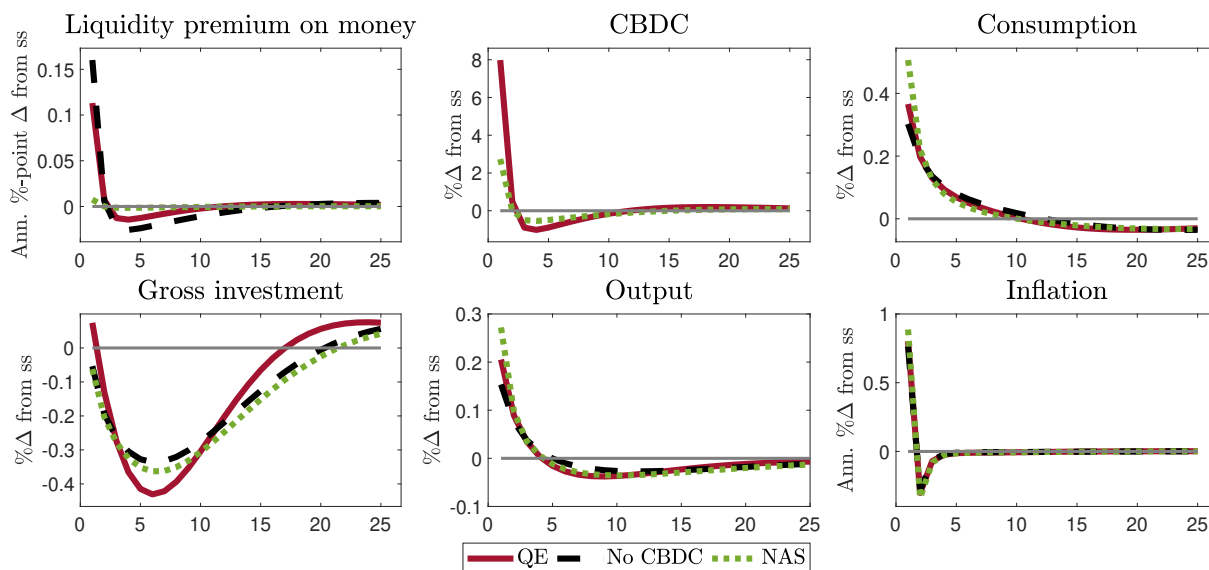 Liquidity premium on money
CBDC
Consumption
Ann. %-point Δ from ss
0.15
0.1
0.05
0
0 5 10 15 20 25
%Δ from ss
8
6
4
2
0
0 5 10 15 20 25
%Δ from ss
0.4
0.2
0
0 5 10 15 20 25
Gross investment
Output
Inflation
%Δ from ss
0
-0.1
-0.2
-0.3
-0.4
0 5 10 15 20 25
%Δ from ss
0.3
0.2
0.1
0
-0.1
0 5 10 15 20 25
Ann. %Δ from ss
1
0.5
0
0 5 10 15 20 25
QE No CBDC NAS